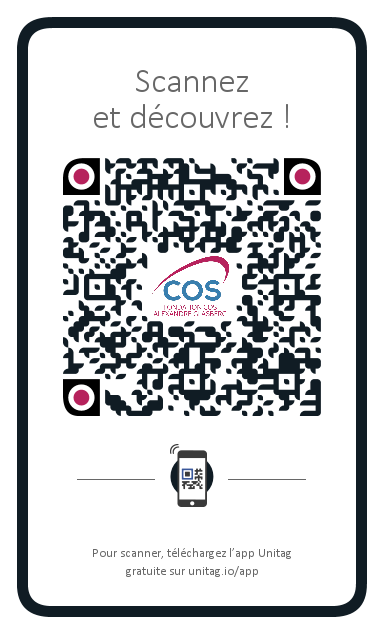 Scannez
et découvrez !
COS
FONDATION COS
ALEXANDRE GLASBERG
Pour scanner, téléchargez l'app Unitag
gratuite sur unitag.io/app